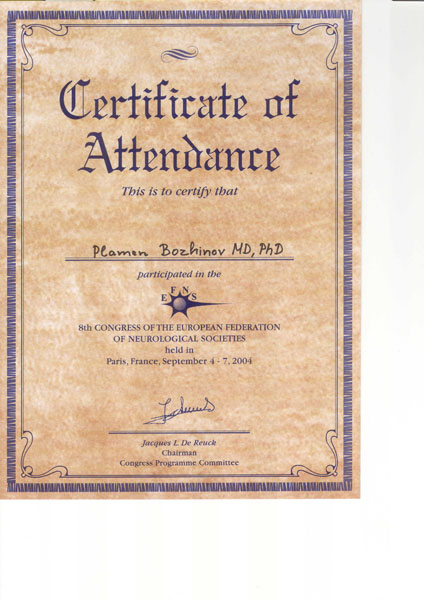 Certificate of
Attendance
This is to certify that
Plamen Bozhinov MD, PhD
participated in the
EFNS
8th CONGRESS OF THE EUROPEAN FEDERATION
OF NEUROLOGICAL SOCIETIES
held in
Paris, France, September 4 - 7, 2004
Jacques L De Reuck
Chairman
Congress Programme Committee